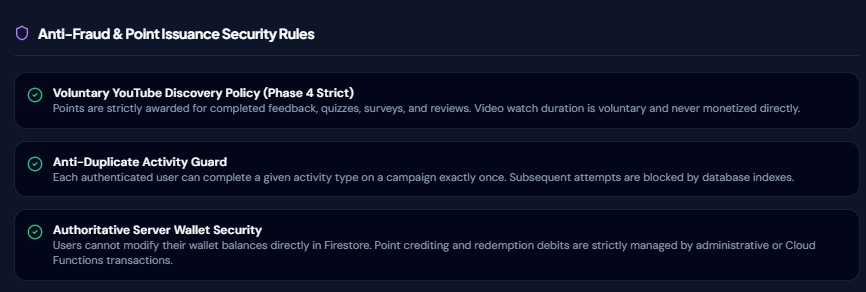 Anti-Fraud & Point Issuance Security Rules
Voluntary YouTube Discovery Policy (Phase 4 Strict)
Points are strictly awarded for completed feedback, quizzes, surveys, and reviews. Video watch duration is voluntary and never monetized directly.
Anti-Duplicate Activity Guard
Each authenticated user can complete a given activity type on a campaign exactly once. Subsequent attempts are blocked by database indexes.
Authoritative Server Wallet Security
Users cannot modify their wallet balances directly in Firestore. Point crediting and redemption debits are strictly managed by administrative or Cloud
Functions transactions.